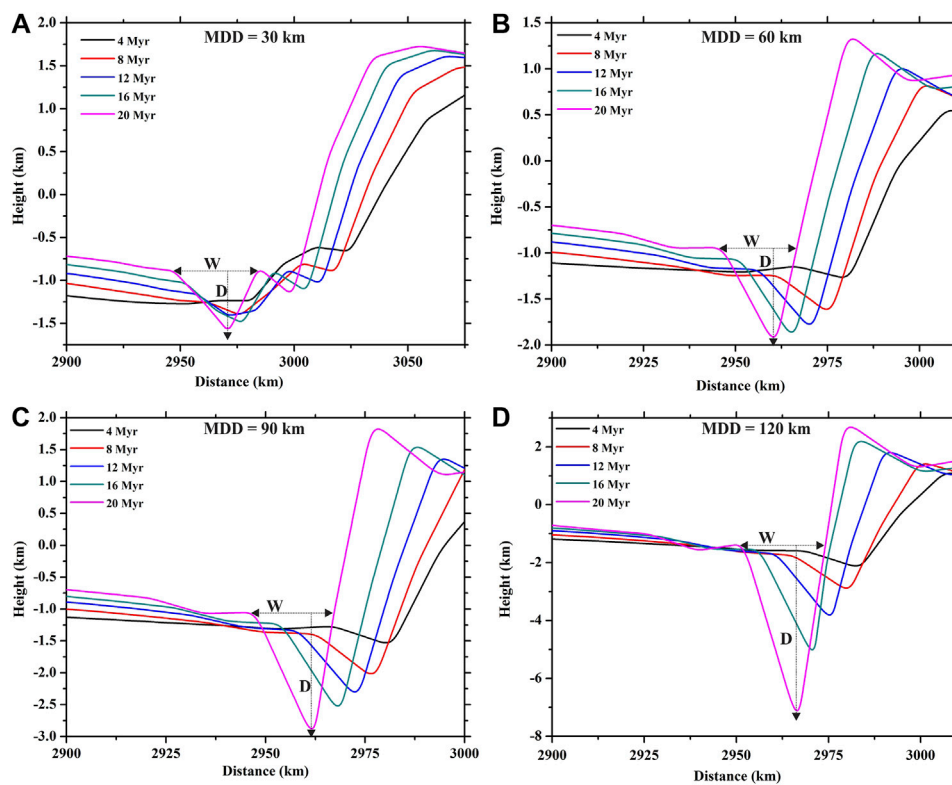 A
MDD = 30 km
4 Myr
8 Myr
12 Myr
16 Myr
20 Myr
W
D
Height (km)
2.0
1.5
1.0
0.5
0.0
-0.5
-1.0
-1.5
2900 2950 3000 3050
Distance (km)
B
MDD = 60 km
4 Myr
8 Myr
12 Myr
16 Myr
20 Myr
W
D
Height (km)
1.5
1.0
0.5
0.0
-0.5
-1.0
-1.5
-2.0
2900 2925 2950 2975 3000
Distance (km)
C
MDD = 90 km
4 Myr
8 Myr
12 Myr
16 Myr
20 Myr
W
D
Height (km)
2.0
1.5
1.0
0.5
0.0
-0.5
-1.0
-1.5
-2.0
-2.5
-3.0
2900 2925 2950 2975 3000
Distance (km)
D
MDD = 120 km
4 Myr
8 Myr
12 Myr
16 Myr
20 Myr
W
D
Height (km)
2
0
-2
-4
-6
-8
2900 2925 2950 2975 3000
Distance (km)